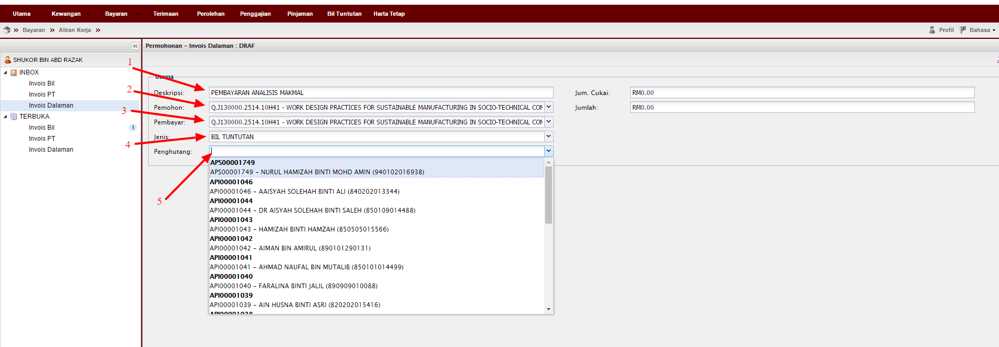 Utama Kewangan Bayaran Terimaan Perolehan Penggajian Pinjaman Bil Tuntutan Harta Tetap
Bayaran Aliran Kerja
Profil Bahasa
Permohonan - Invois Dalaman : DRAF
SHUKOR BIN ABD RAZAK
INBOX
Invois Bil
Invois PT
Invois Dalaman
TERBUKA
Invois Bil 1
Invois PT
Invois Dalaman
Utama
1
Deskripsi: PEMBAYARAN ANALISIS MAKMAL
2
Pemohon: Q.J130000.2514.10H41 - WORK DESIGN PRACTICES FOR SUSTAINABLE MANUFACTURING IN SOCIO-TECHNICAL CON
3
Pembayar: Q.J130000.2514.10H41 - WORK DESIGN PRACTICES FOR SUSTAINABLE MANUFACTURING IN SOCIO-TECHNICAL CON
4
Jenis: BIL TUNTUTAN
5
Penghutang:
Jum. Cukai: RM0.00
Jumlah: RM0.00
APS00001749
APS00001749 - NURUL HAMIZAH BINTI MOHD AMIN (940102016938)
API00001046
API00001046 - AAISYAH SOLEHAH BINTI ALI (840202013344)
API00001044
API00001044 - DR AISYAH SOLEHAH BINTI SALEH (850109014488)
API00001043
API00001043 - HAMIZAH BINTI HAMZAH (850505015566)
API00001042
API00001042 - AIMAN BIN AMIRUL (890101290131)
API00001041
API00001041 - AHMAD NAUFAL BIN MUTALIB (850101014499)
API00001040
API00001040 - FARALINA BINTI JALIL (890909010088)
API00001039
API00001039 - AIN HUSNA BINTI ASRI (820202015416)
API00001038